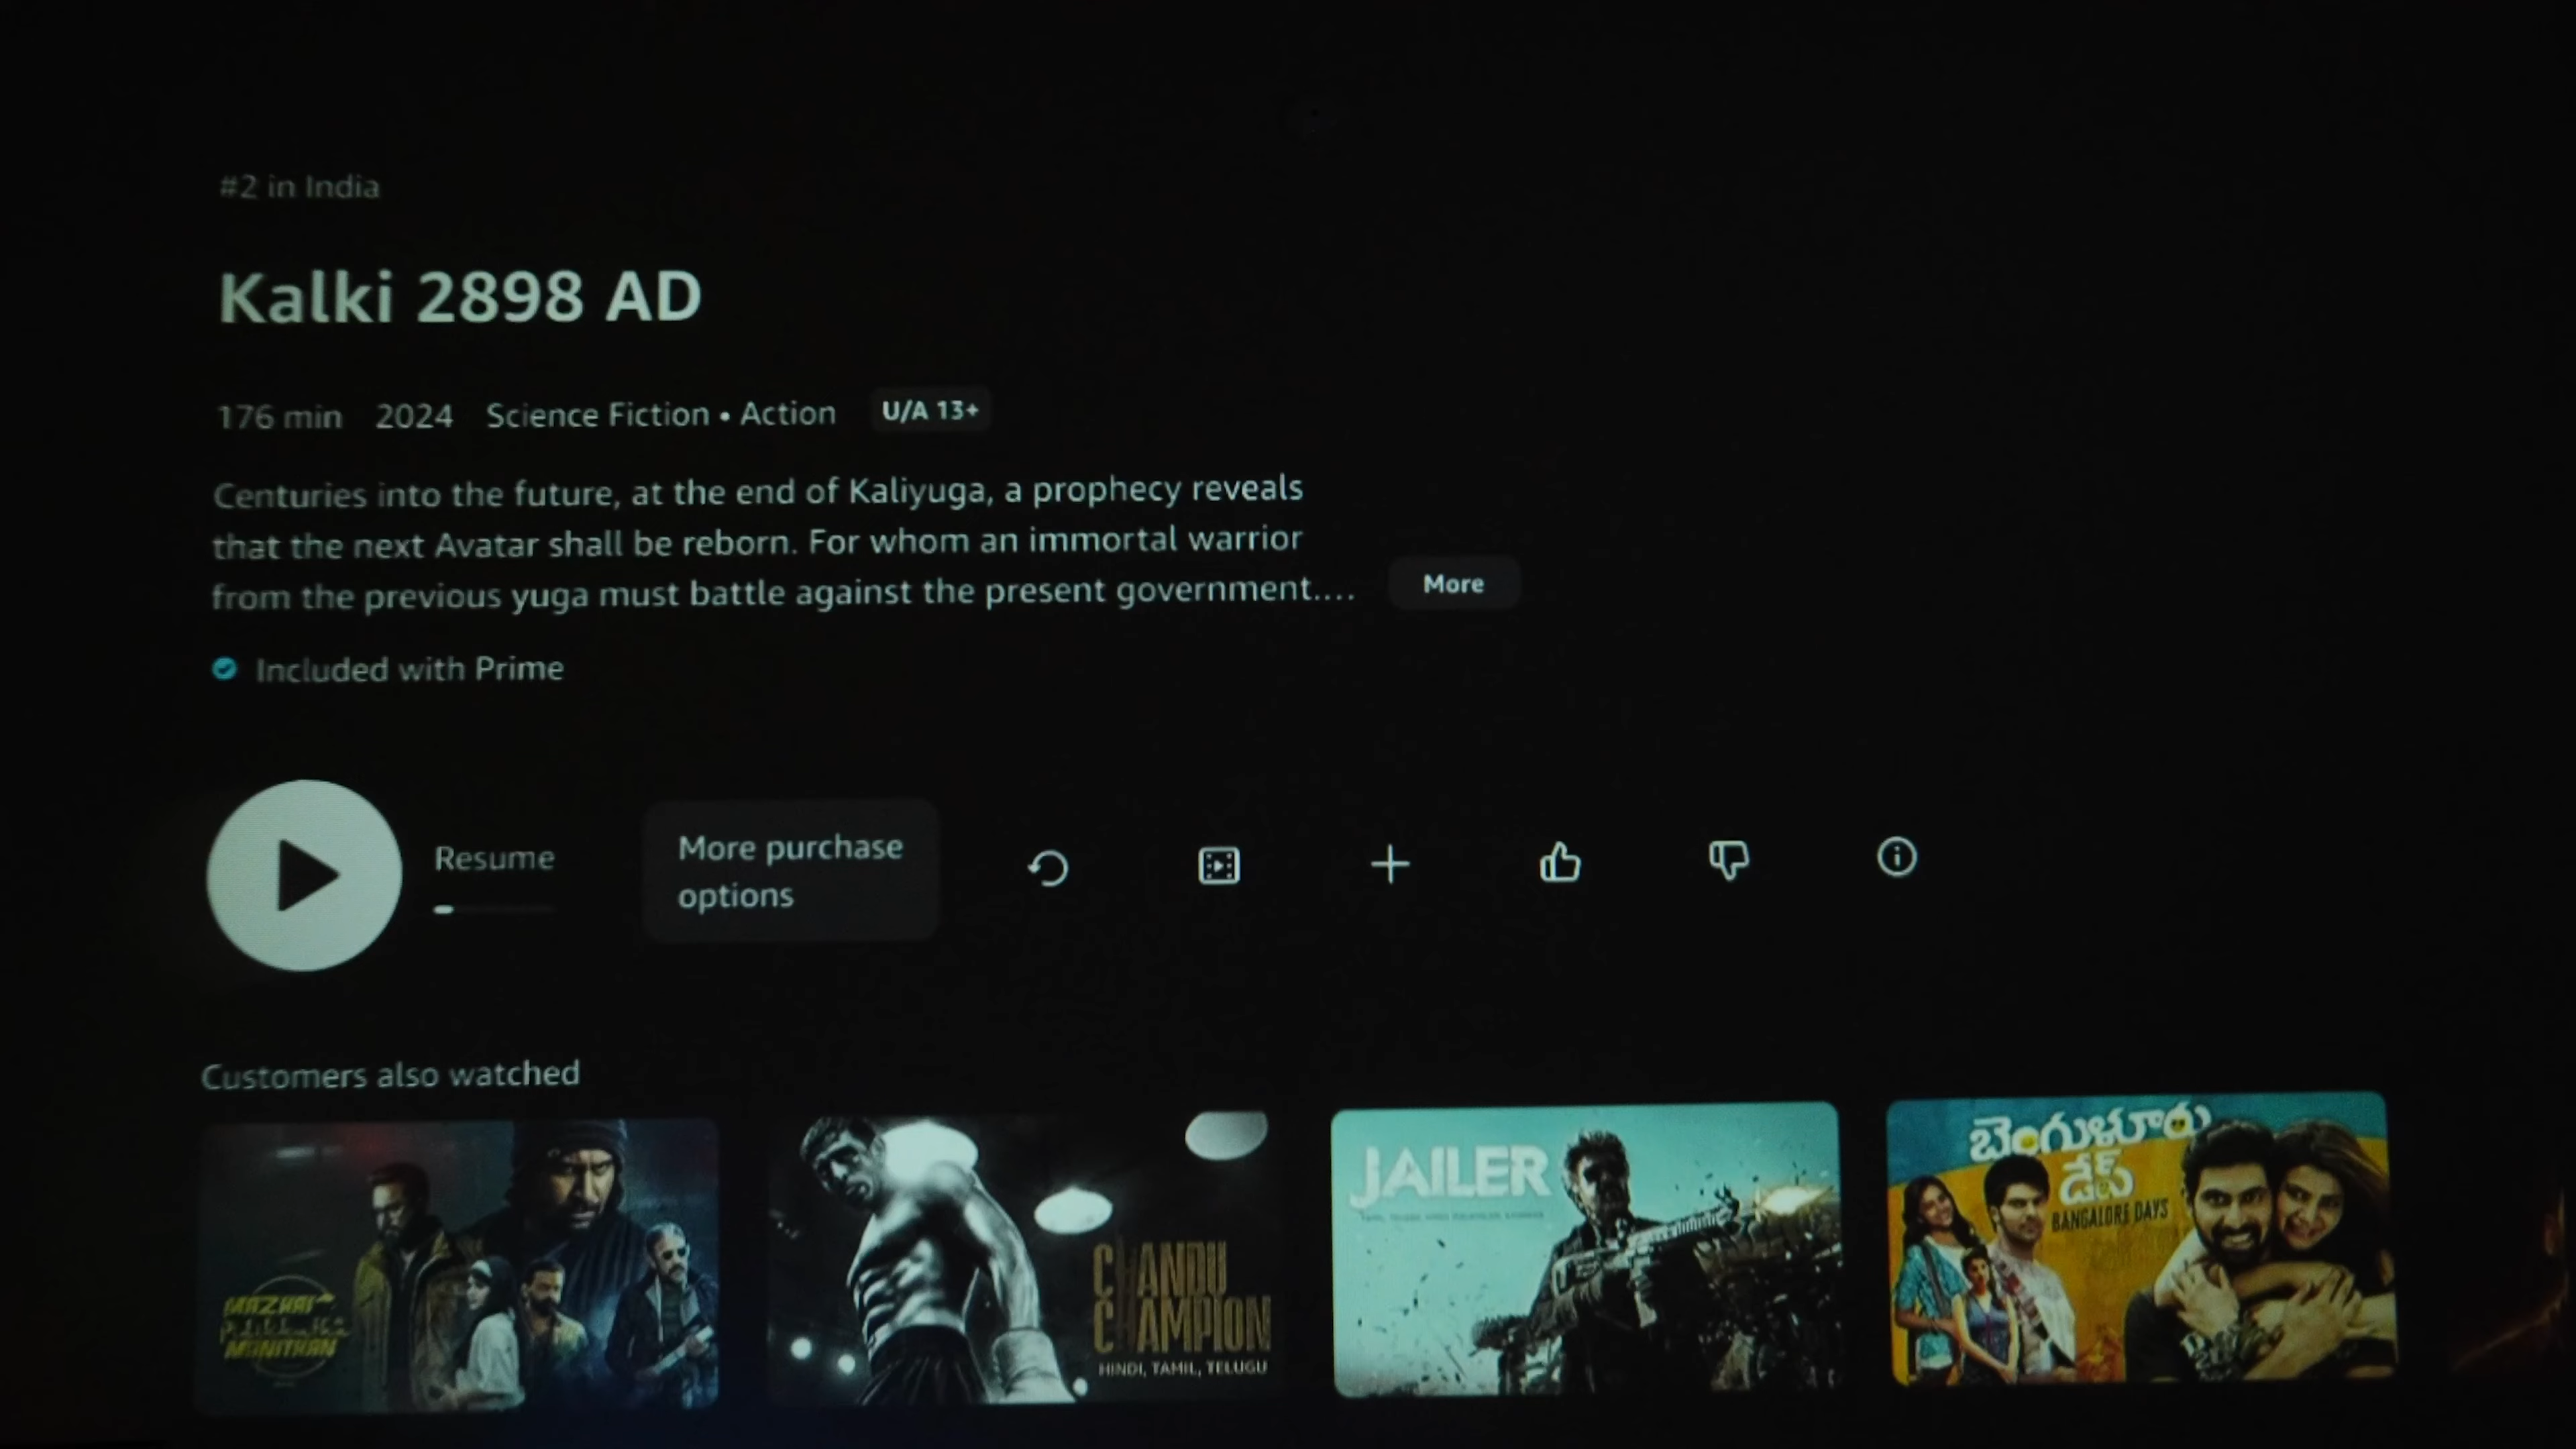 #2 in India
Kalki 2898 AD
176 min 2024 Science Fiction • Action U/A 13+
Centuries into the future, at the end of Kaliyuga, a prophecy reveals
that the next Avatar shall be reborn. For whom an immortal warrior
from the previous yuga must battle against the present government.... More
Included with Prime
Resume
More purchase
options
Customers also watched
MAZHAI
PIDIKKATHA
MANITHAN
CHANDU
CHAMPION
HINDI, TAMIL, TELUGU
JAILER
బెంగుళూరు
డేస్
BANGALORE DAYS